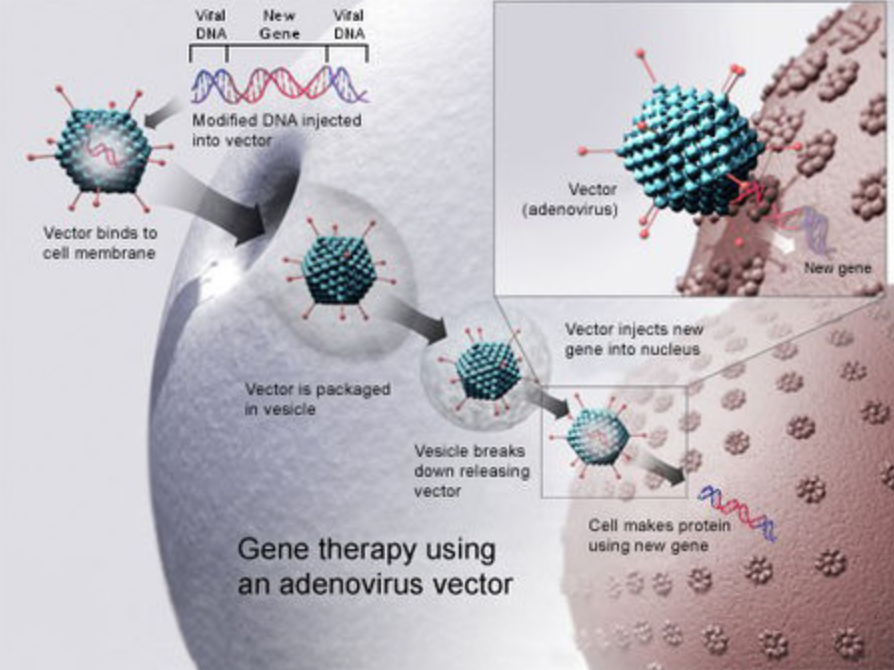 Viral New Viral
DNA Gene DNA
Modified DNA injected
into vector
Vector binds to
cell membrane
Vector is packaged
in vesicle
Vesicle breaks
down releasing
vector
Vector
(adenovirus)
New gene
Vector injects new
gene into nucleus
Cell makes protein
using new gene
Gene therapy using
an adenovirus vector